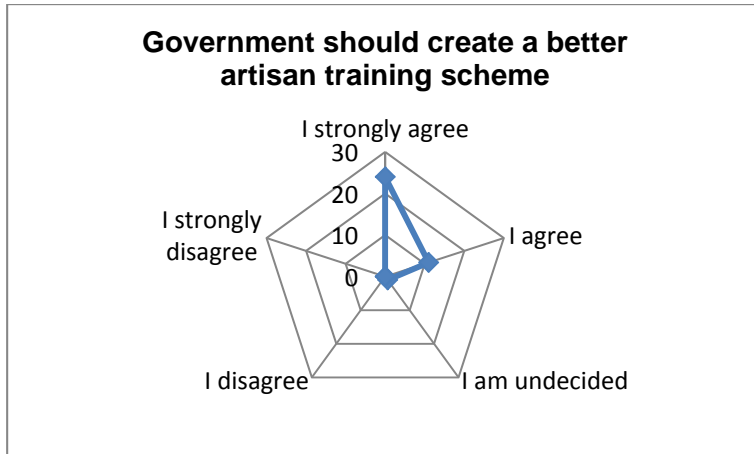 Government should create a better
artisan training scheme
I strongly agree
30
20
10
0
I agree
I am undecided
I disagree
I strongly
disagree